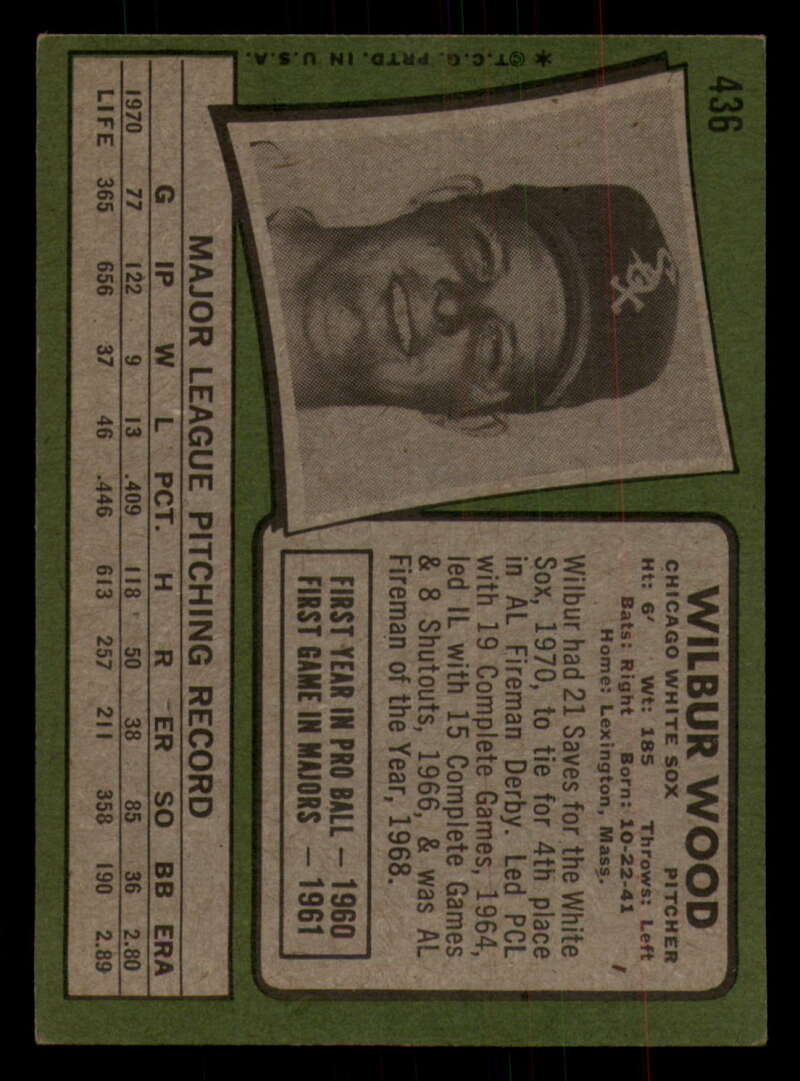 436
WILBUR WOOD
CHICAGO WHITE SOX PITCHER
Ht: 6' Wt: 185 Throws: Left
Bats: Right Born: 10-22-41
Home: Lexington, Mass.
Wilbur had 21 Saves for the White
Sox, 1970, to tie for 4th place
in AL Fireman Derby. Led PCL
with 19 Complete Games, 1964,
led IL with 15 Complete Games
& 8 Shutouts, 1966, & was AL
Fireman of the Year, 1968.
FIRST YEAR IN PRO BALL — 1960
FIRST GAME IN MAJORS — 1961
MAJOR LEAGUE PITCHING RECORD
G IP W L PCT. H R ER SO BB ERA
1970 77 122 9 13 .409 118 50 38 85 36 2.80
LIFE 365 656 37 46 .446 613 257 211 358 190 2.89
* © T.C.G. PRTD. IN U.S.A.